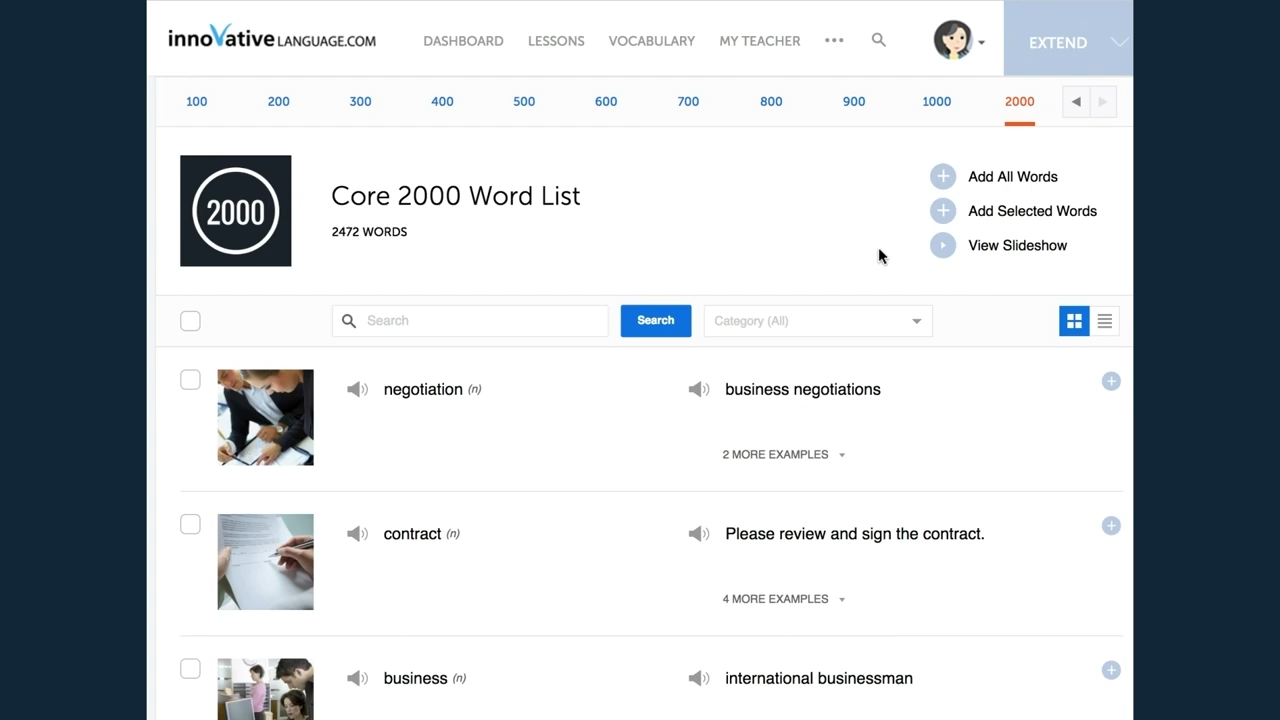 innoVative LANGUAGE.COM
DASHBOARD LESSONS VOCABULARY MY TEACHER ••• EXTEND
100 200 300 400 500 600 700 800 900 1000 2000
2000
Core 2000 Word List
2472 WORDS
Add All Words
Add Selected Words
View Slideshow
Search Search Category (All)
negotiation (n) business negotiations
2 MORE EXAMPLES
contract (n) Please review and sign the contract.
4 MORE EXAMPLES
business (n) international businessman